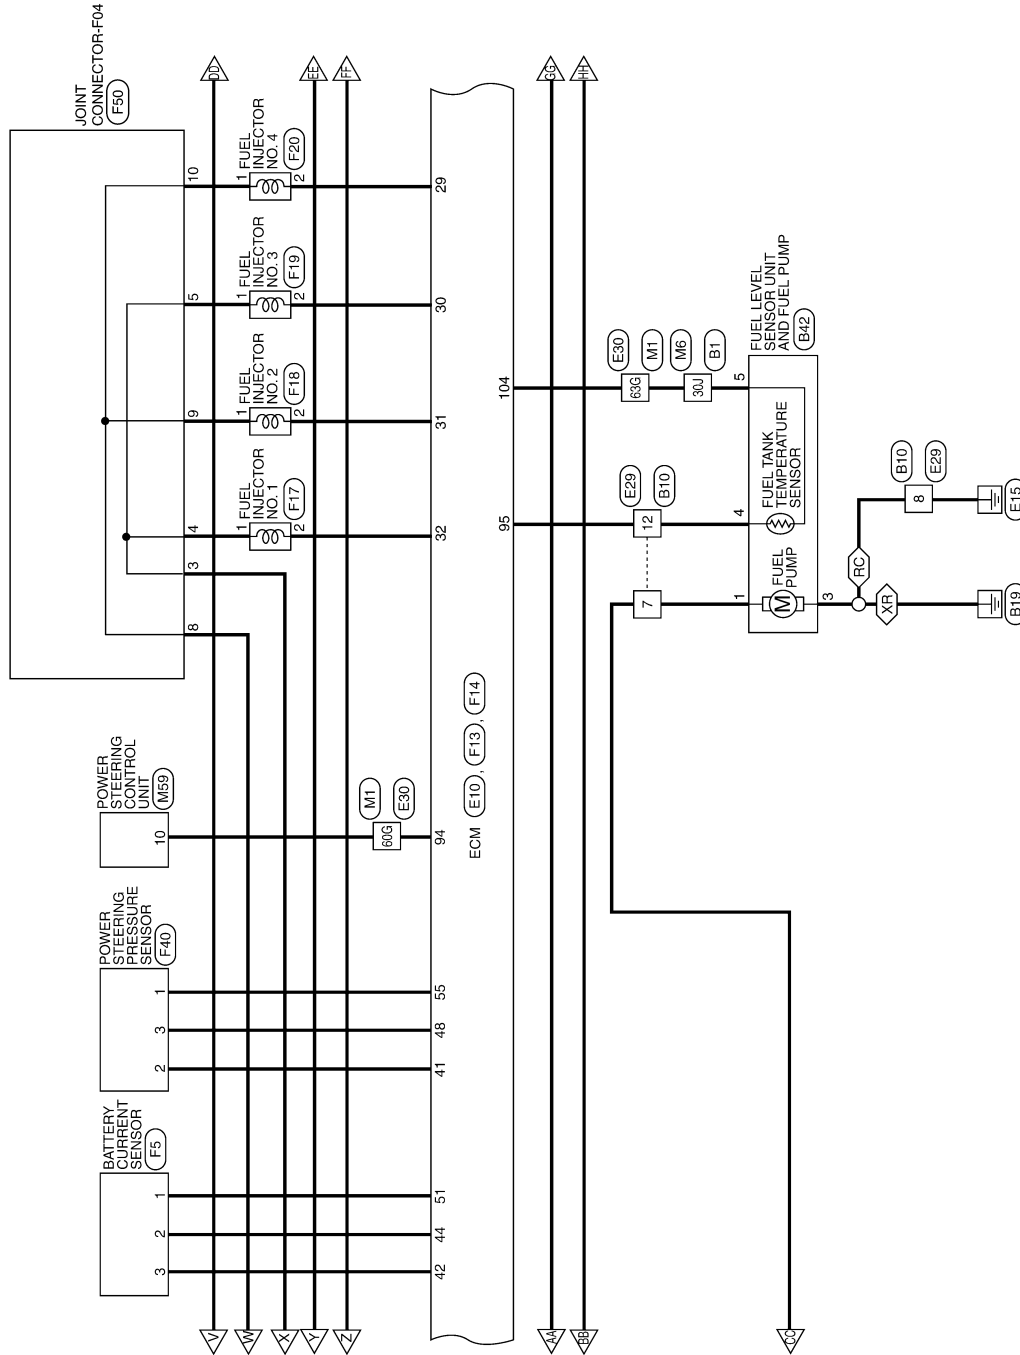 JOINT
CONNECTOR-F04
F50
DD
EE
FF
GG
HH
10
5
9
4
3
8
1 FUEL
INJECTOR
NO. 4
F20
2
29
1 FUEL
INJECTOR
NO. 3
F19
2
30
1 FUEL
INJECTOR
NO. 2
F18
2
31
1 FUEL
INJECTOR
NO. 1
F17
2
32
POWER
STEERING
CONTROL
UNIT
M59
10
M1
60G
E30
94
ECM E10, F13, F14
POWER
STEERING
PRESSURE
SENSOR
F40
1
3
2
55
48
41
BATTERY
CURRENT
SENSOR
F5
1
2
3
51
44
42
V
W
X
Y
Z
AA
BB
CC
104
95
E30
63G
M1
M6
30J
B1
5
E29
12
B10
4
7
1
FUEL LEVEL
SENSOR UNIT
AND FUEL PUMP
B42
FUEL TANK
TEMPERATURE
SENSOR
FUEL
PUMP
M
3
RC
XR
B10
8
E29
E15
B19